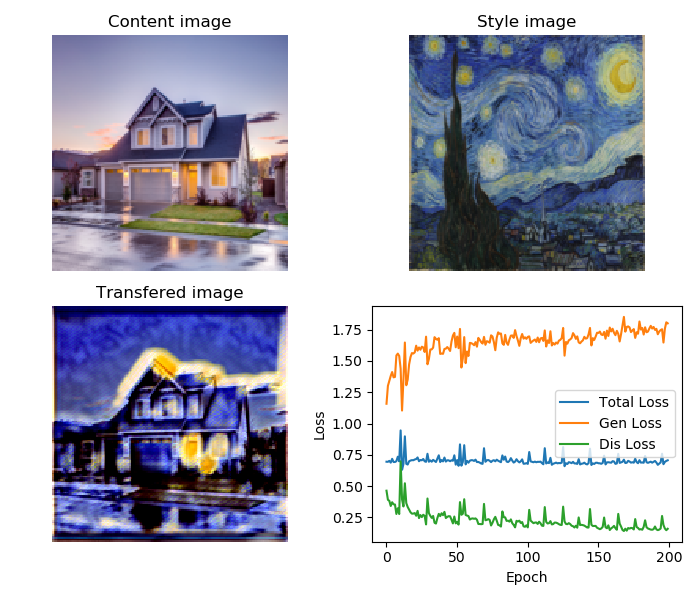 Content image
Style image
Transfered image
1.75
1.50
1.25
1.00
0.75
0.50
0.25
Loss
Total Loss
Gen Loss
Dis Loss
0
50
100
150
200
Epoch